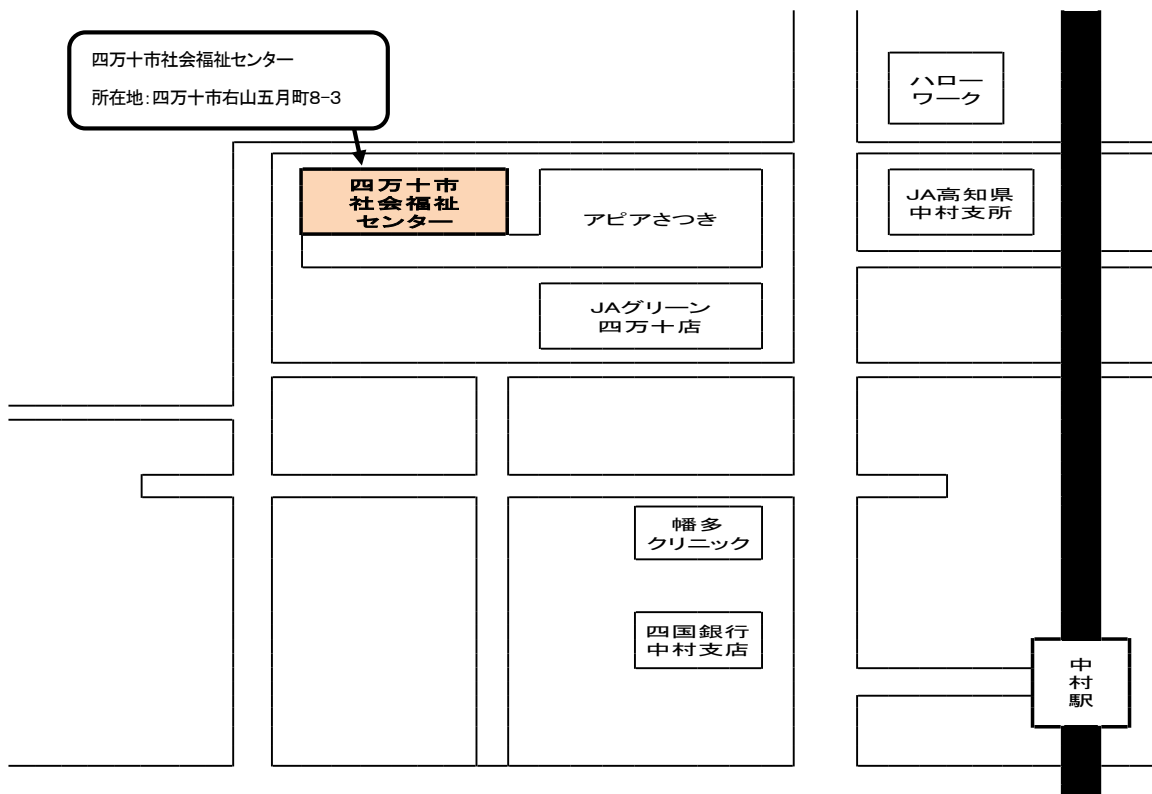 四万十市社会福祉センター
所在地：四万十市右山五月町8-3
ハロー
ワーク
四万十市
社会福祉
センター
アピアさつき
JA高知県
中村支所
JAグリーン
四万十店
幡多
クリニック
四国銀行
中村支店
中村駅